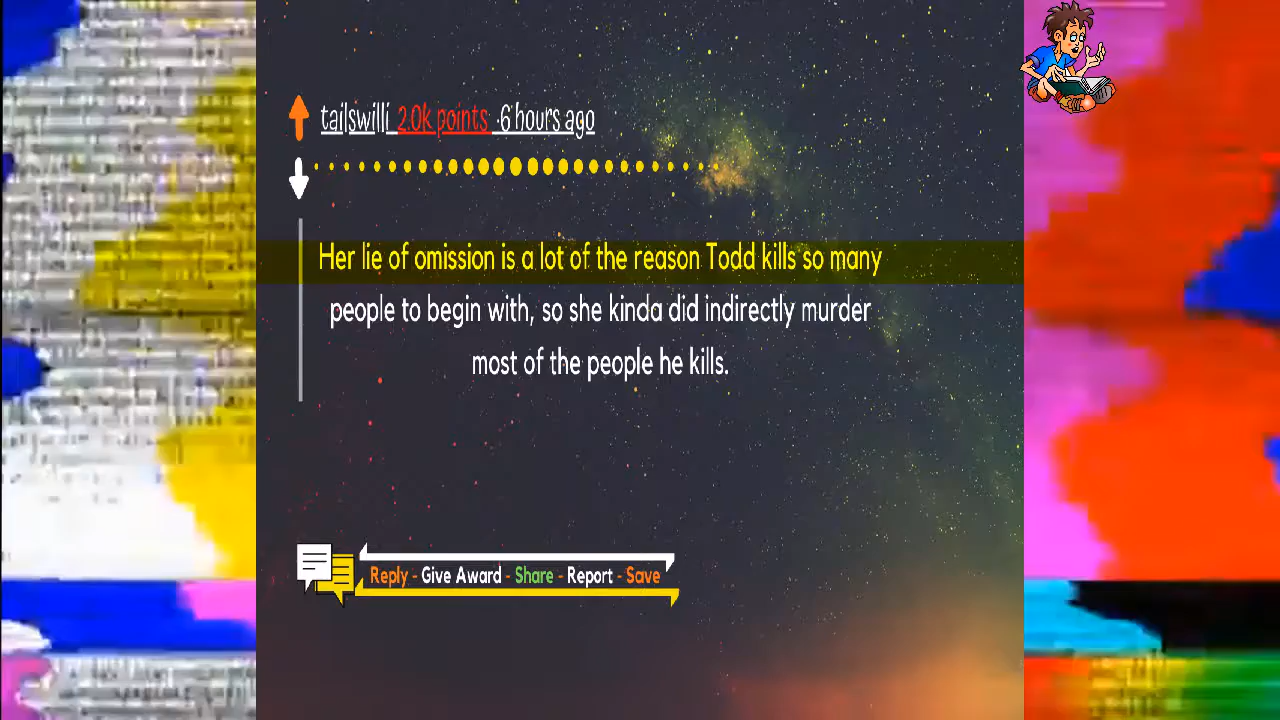 tailswilli 2.0k points · 6 hours ago
Her lie of omission is a lot of the reason Todd kills so many
people to begin with, so she kinda did indirectly murder
most of the people he kills.
Reply - Give Award - Share - Report - Save